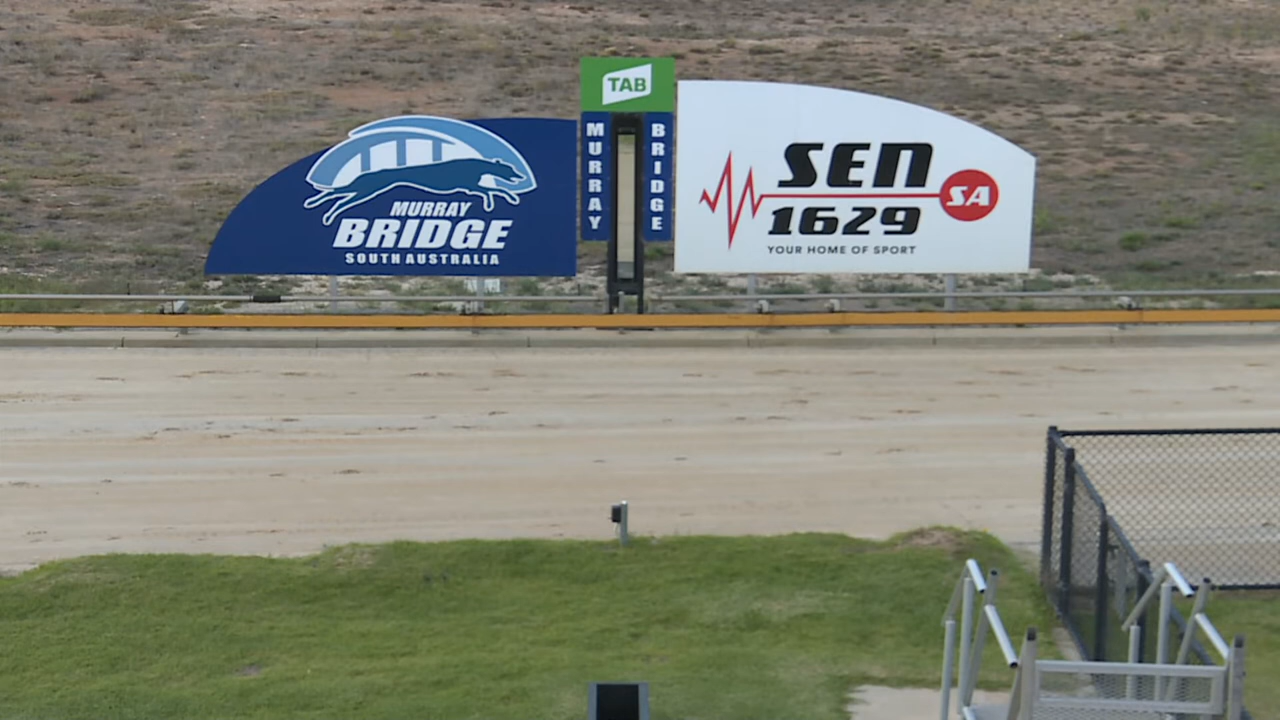 TAB
MURRAY
BRIDGE
MURRAY
BRIDGE
SOUTH AUSTRALIA
SEN
SA
1629
YOUR HOME OF SPORT